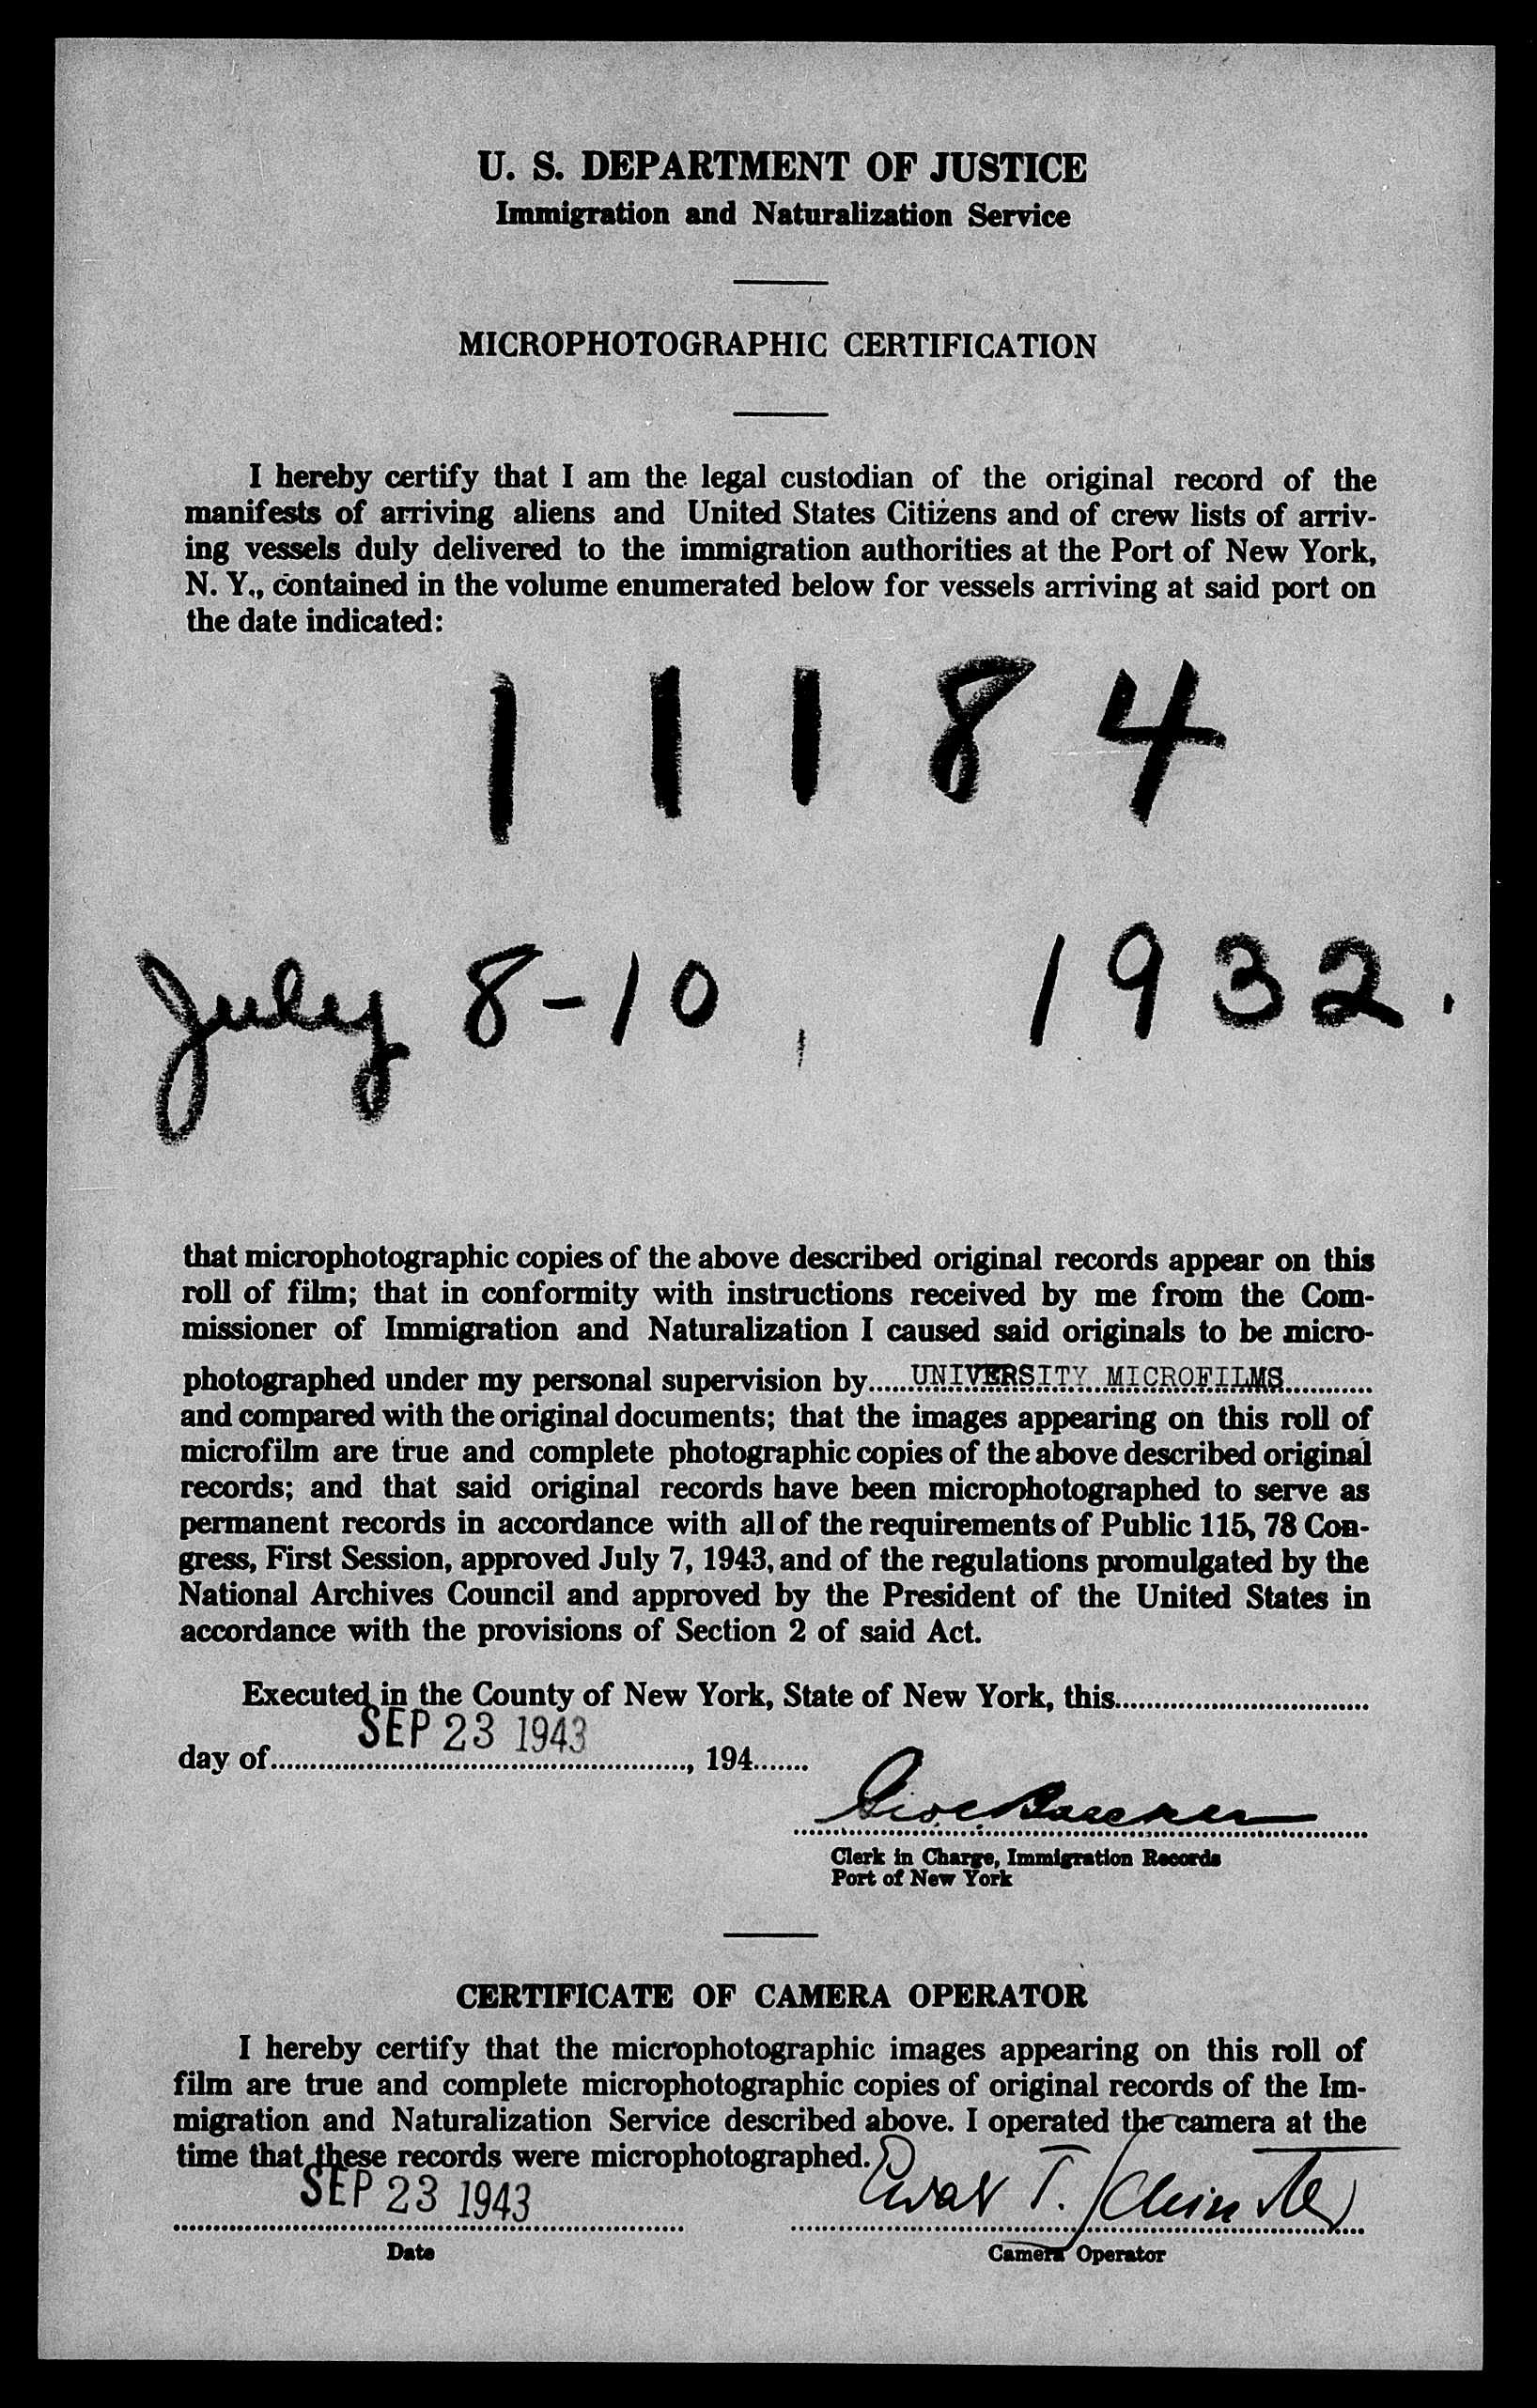 U. S. DEPARTMENT OF JUSTICE
Immigration and Naturalization Service
MICROPHOTOGRAPHIC CERTIFICATION
I hereby certify that I am the legal custodian of the original record of the
manifests of arriving aliens and United States Citizens and of crew lists of arriv-
ing vessels duly delivered to the immigration authorities at the Port of New York,
N. Y., contained in the volume enumerated below for vessels arriving at said port on
the date indicated:
11184
July 8-10, 1932.
that microphotographic copies of the above described original records appear on this
roll of film; that in conformity with instructions received by me from the Com-
missioner of Immigration and Naturalization I caused said originals to be micro-
photographed under my personal supervision by......UNIVERSITY MICROFILMS...........
and compared with the original documents; that the images appearing on this roll of
microfilm are true and complete photographic copies of the above described original
records; and that said original records have been microphotographed to serve as
permanent records in accordance with all of the requirements of Public 115, 78 Con-
gress, First Session, approved July 7, 1943, and of the regulations promulgated by the
National Archives Council and approved by the President of the United States in
accordance with the provisions of Section 2 of said Act.
Executed in the County of New York, State of New York, this................................
SEP 23 1943
day of....................................................., 194.......
Clerk in Charge, Immigration Records
Port of New York
CERTIFICATE OF CAMERA OPERATOR
I hereby certify that the microphotographic images appearing on this roll of
film are true and complete microphotographic copies of original records of the Im-
migration and Naturalization Service described above. I operated the camera at the
time that these records were microphotographed.
SEP 23 1943
T.
Date
Camera Operator